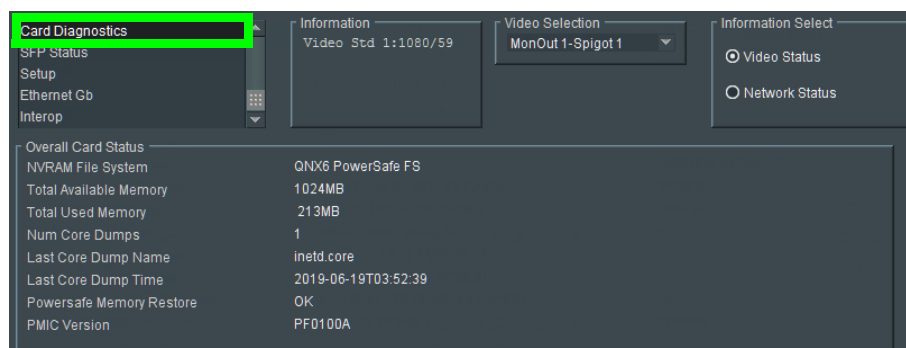 Card Diagnostics
SFP Status
Setup
Ethernet Gb
Interop
Information
Video Std 1:1080/59
Video Selection
MonOut 1-Spigot 1
Information Select
Video Status
Network Status
Overall Card Status
NVRAM File System QNX6 PowerSafe FS
Total Available Memory 1024MB
Total Used Memory 213MB
Num Core Dumps 1
Last Core Dump Name inetd.core
Last Core Dump Time 2019-06-19T03:52:39
Powersafe Memory Restore OK
PMIC Version PF0100A